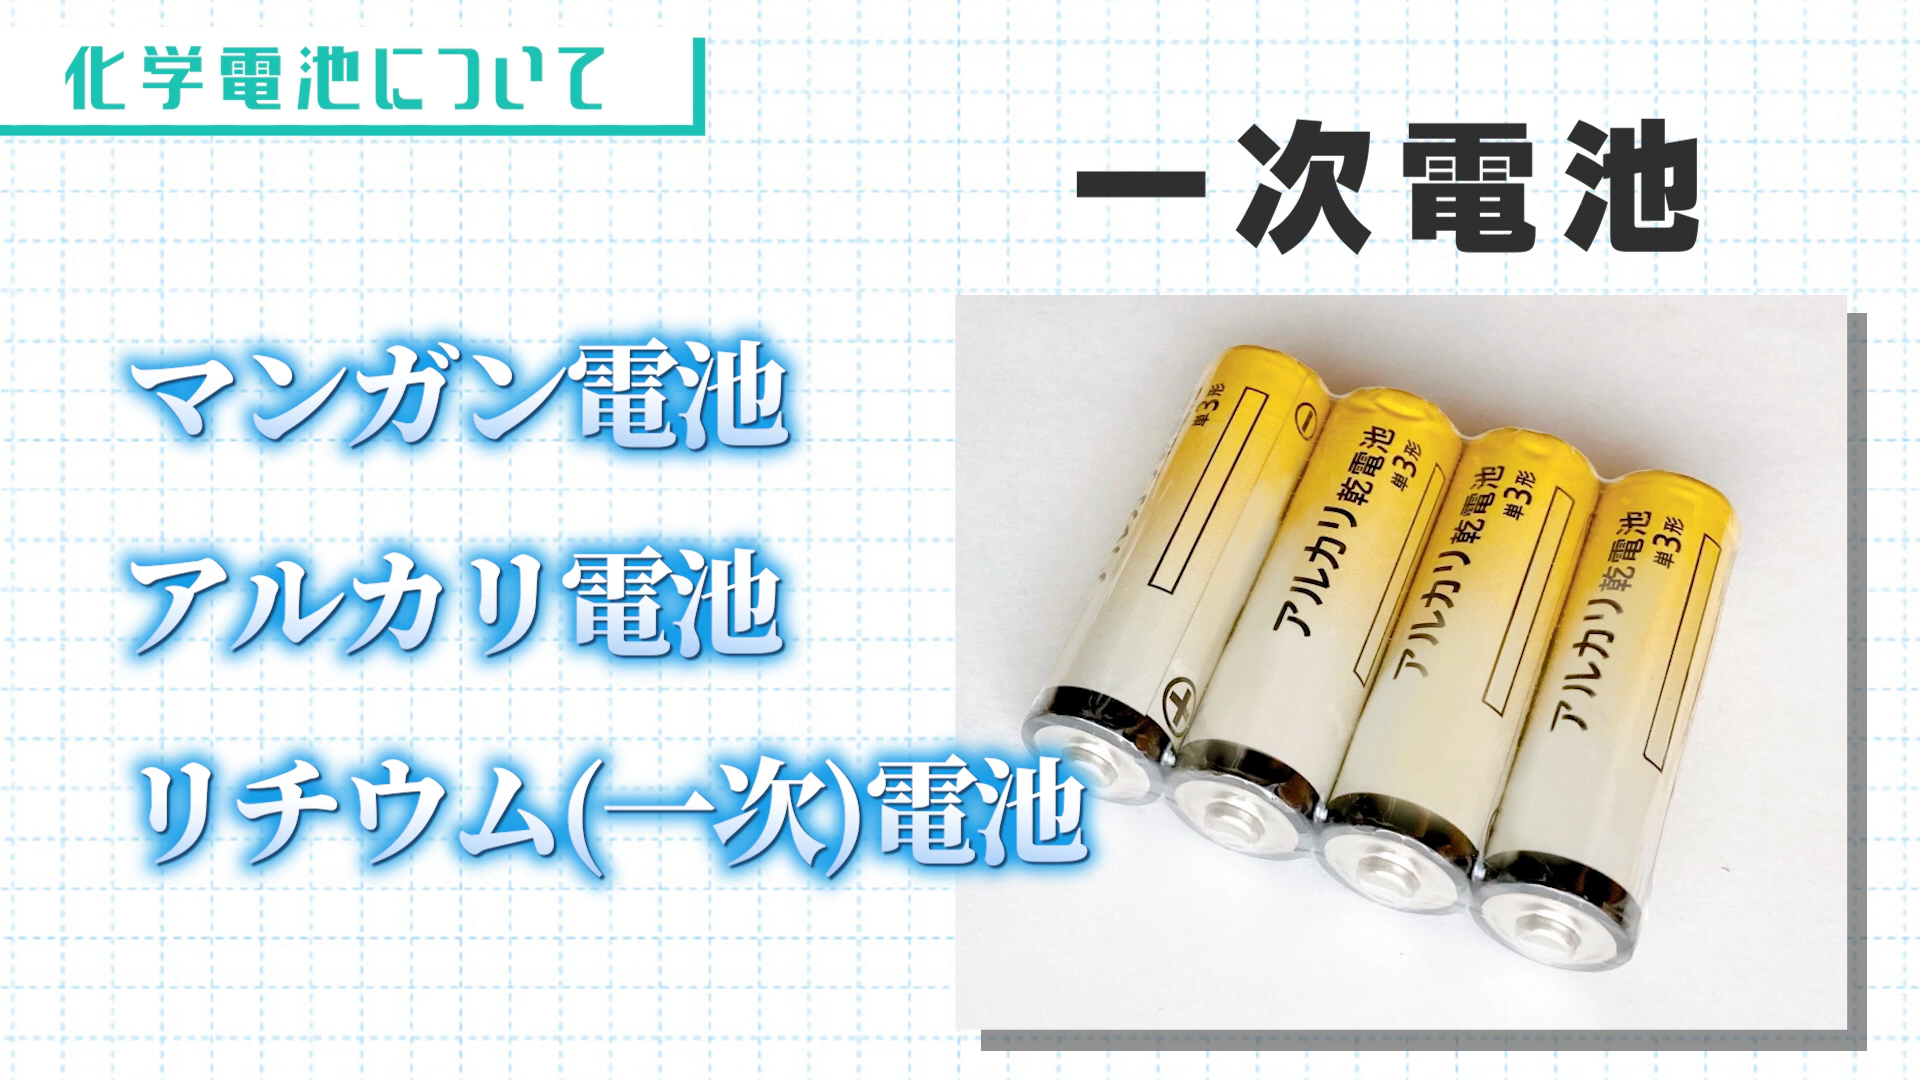 化学電池について
一次電池
マンガン電池
アルカリ電池
リチウム(一次)電池
単3形
アルカリ乾電池
単3形
アルカリ乾電池
単3形
アルカリ乾電池
単3形